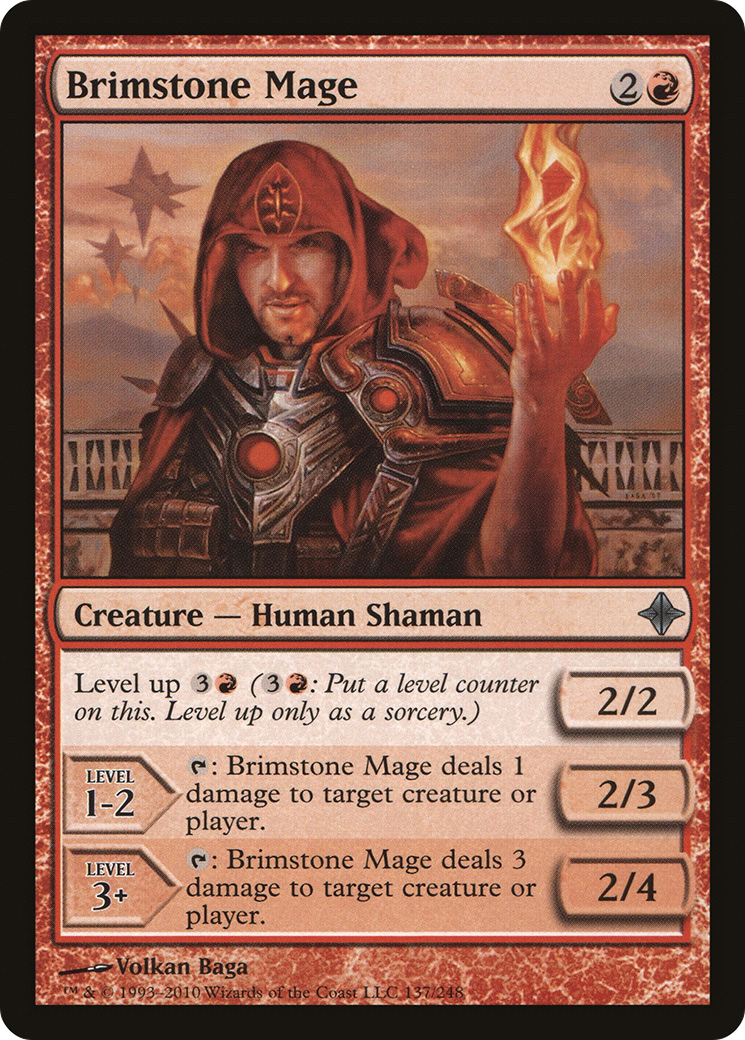 Brimstone Mage 2
Creature — Human Shaman
Level up 3 (3: Put a level counter
on this. Level up only as a sorcery.)
2/2
LEVEL
1-2
: Brimstone Mage deals 1
damage to target creature or
player.
2/3
LEVEL
3+
: Brimstone Mage deals 3
damage to target creature or
player.
2/4
Volkan Baga
™ & © 1993–2010 Wizards of the Coast LLC 137/248